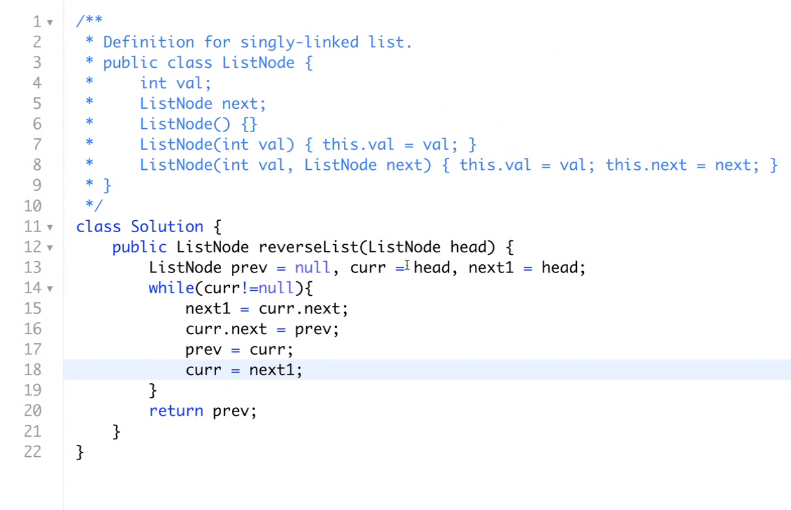 1 /**
2  * Definition for singly-linked list.
3  * public class ListNode {
4  *     int val;
5  *     ListNode next;
6  *     ListNode() {}
7  *     ListNode(int val) { this.val = val; }
8  *     ListNode(int val, ListNode next) { this.val = val; this.next = next; }
9  * }
10  */
11 class Solution {
12     public ListNode reverseList(ListNode head) {
13         ListNode prev = null, curr = head, next1 = head;
14         while(curr!=null){
15             next1 = curr.next;
16             curr.next = prev;
17             prev = curr;
18             curr = next1;
19         }
20         return prev;
21     }
22 }